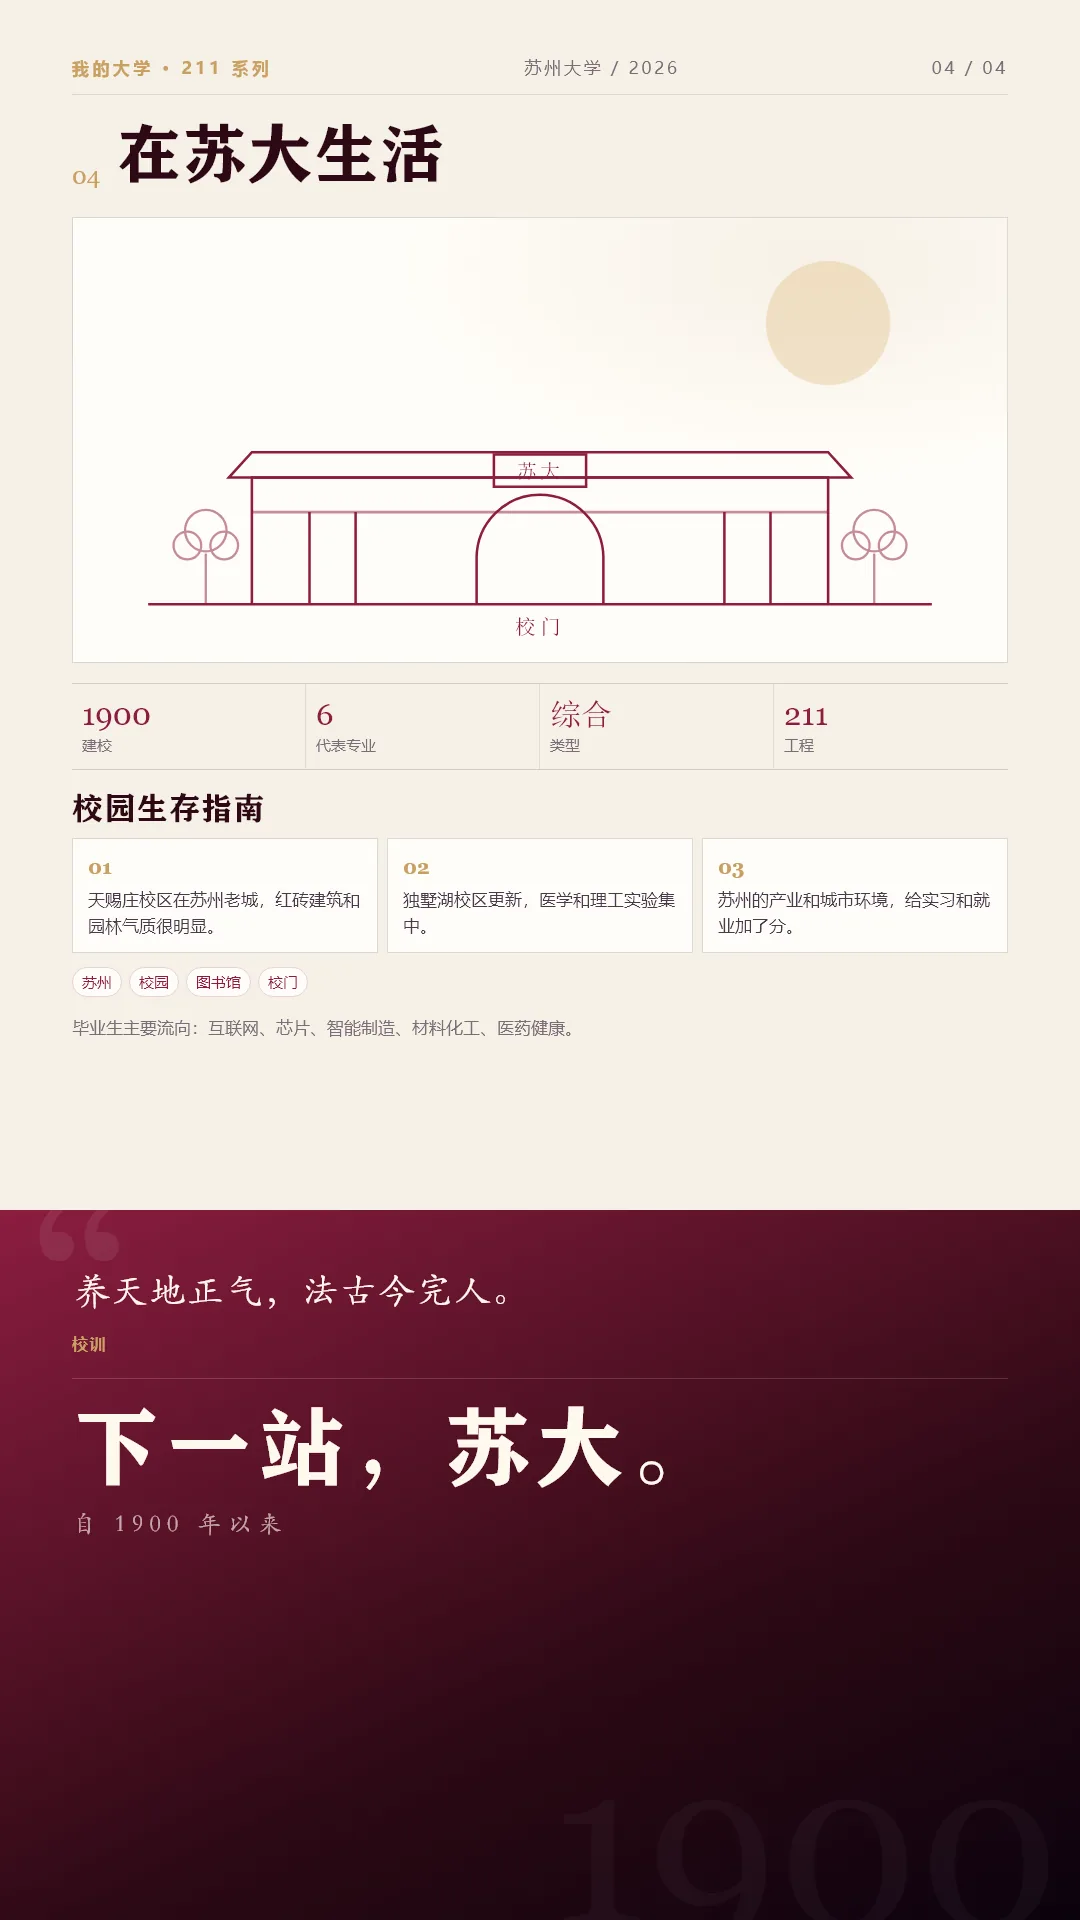 我的大学 · 211 系列
苏州大学 / 2026
04 / 04
04 在苏大生活
苏大
校门
1900
建校
6
代表专业
综合
类型
211
工程
校园生存指南
01
天赐庄校区在苏州老城，红砖建筑和
园林气质很明显。
02
独墅湖校区更新，医学和理工实验集
中。
03
苏州的产业和城市环境，给实习和就
业加了分。
苏州
校园
图书馆
校门
毕业生主要流向：互联网、芯片、智能制造、材料化工、医药健康。
“
养天地正气，法古今完人。
校训
下一站，苏大。
自 1900 年以来
1900